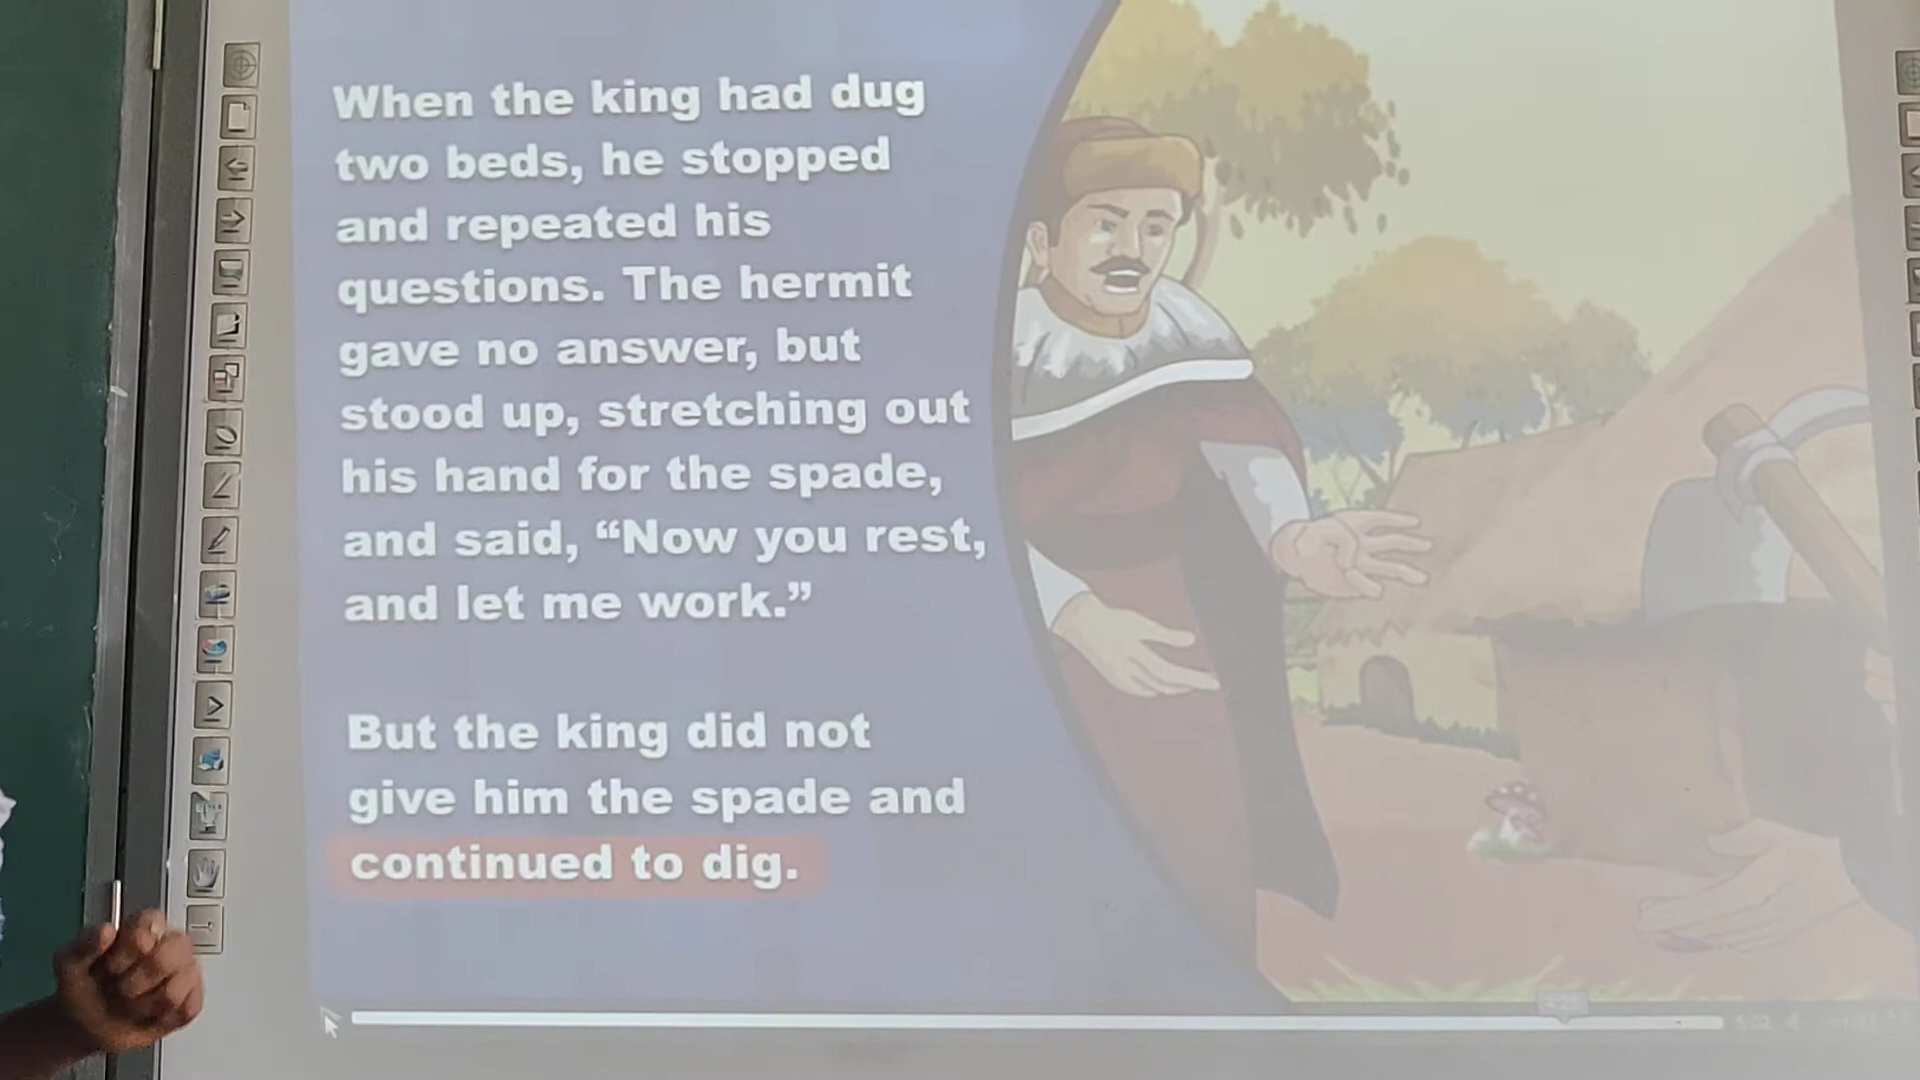 When the king had dug
two beds, he stopped
and repeated his
questions. The hermit
gave no answer, but
stood up, stretching out
his hand for the spade,
and said, “Now you rest,
and let me work.”
But the king did not
give him the spade and
continued to dig.